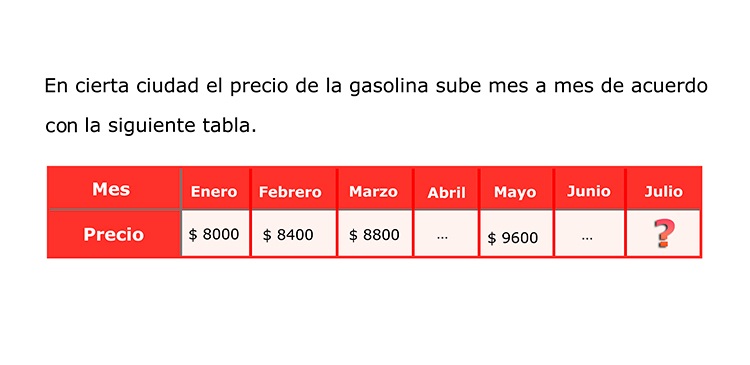 En cierta ciudad el precio de la gasolina sube mes a mes de acuerdo
con la siguiente tabla.
Mes Enero Febrero Marzo Abril Mayo Junio Julio
Precio $ 8000 $ 8400 $ 8800 ... $ 9600 ... ?